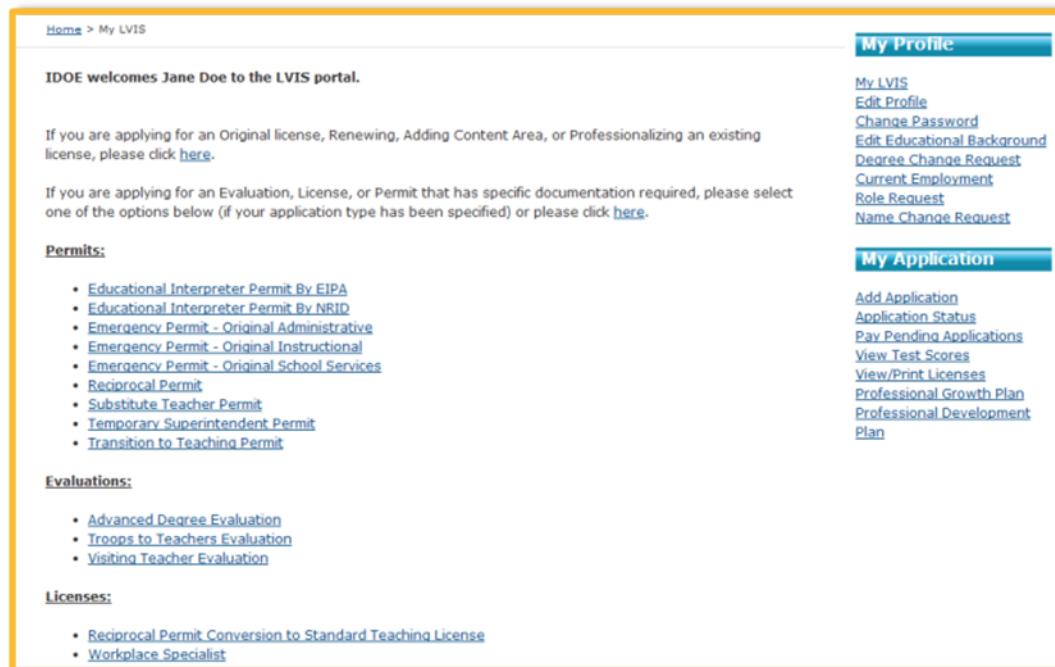 Home > My LVIS
IDOE welcomes Jane Doe to the LVIS portal.
If you are applying for an Original license, Renewing, Adding Content Area, or Professionalizing an existing
license, please click here.
If you are applying for an Evaluation, License, or Permit that has specific documentation required, please select
one of the options below (if your application type has been specified) or please click here.
Permits:
• Educational Interpreter Permit By EIPA
• Educational Interpreter Permit By NRID
• Emergency Permit - Original Administrative
• Emergency Permit - Original Instructional
• Emergency Permit - Original School Services
• Reciprocal Permit
• Substitute Teacher Permit
• Temporary Superintendent Permit
• Transition to Teaching Permit
Evaluations:
• Advanced Degree Evaluation
• Troops to Teachers Evaluation
• Visiting Teacher Evaluation
Licenses:
• Reciprocal Permit Conversion to Standard Teaching License
• Workplace Specialist
My Profile
My LVIS
Edit Profile
Change Password
Edit Educational Background
Degree Change Request
Current Employment
Role Request
Name Change Request
My Application
Add Application
Application Status
Pay Pending Applications
View Test Scores
View/Print Licenses
Professional Growth Plan
Professional Development
Plan